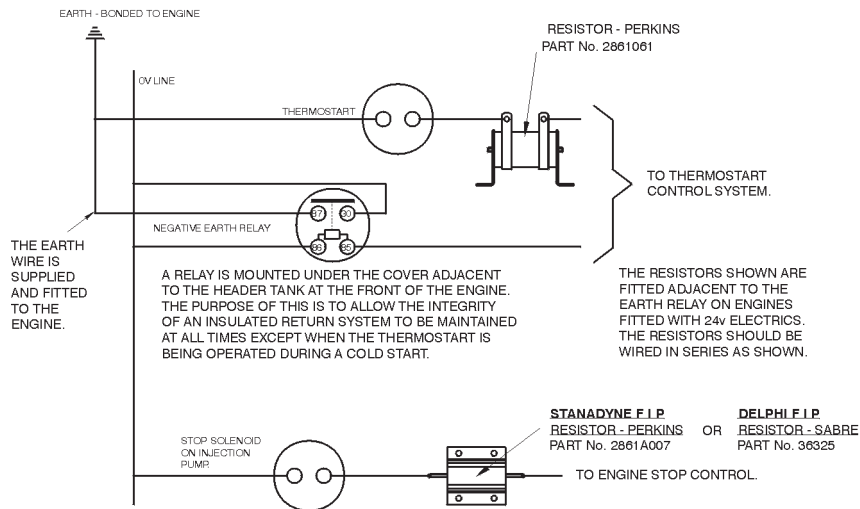 EARTH - BONDED TO ENGINE
RESISTOR - PERKINS
PART No. 2861061
0V LINE
THERMOSTART
TO THERMOSTART
CONTROL SYSTEM.
87
30
NEGATIVE EARTH RELAY
86
85
THE EARTH
WIRE IS
SUPPLIED
AND FITTED
TO THE
ENGINE.
A RELAY IS MOUNTED UNDER THE COVER ADJACENT
TO THE HEADER TANK AT THE FRONT OF THE ENGINE.
THE PURPOSE OF THIS IS TO ALLOW THE INTEGRITY
OF AN INSULATED RETURN SYSTEM TO BE MAINTAINED
AT ALL TIMES EXCEPT WHEN THE THERMOSTART IS
BEING OPERATED DURING A COLD START.
THE RESISTORS SHOWN ARE
FITTED ADJACENT TO THE
EARTH RELAY ON ENGINES
FITTED WITH 24v ELECTRICS.
THE RESISTORS SHOULD BE
WIRED IN SERIES AS SHOWN.
STANADYNE F I P
RESISTOR - PERKINS
PART No. 2861A007
OR
DELPHI F I P
RESISTOR - SABRE
PART No. 36325
STOP SOLENOID
ON INJECTION
PUMP.
TO ENGINE STOP CONTROL.